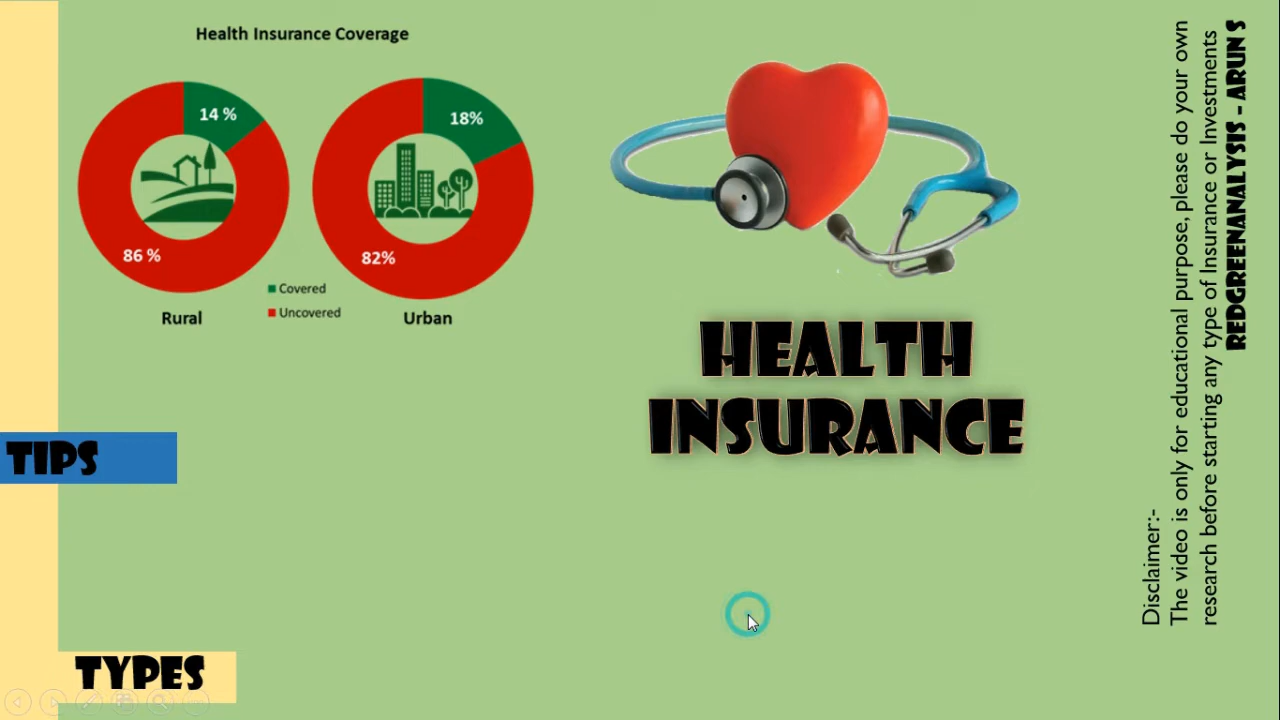 Health Insurance Coverage
14 %
86 %
18%
82%
Covered
Uncovered
Rural
Urban
HEALTH
INSURANCE
TIPS
TYPES
Disclaimer:-
The video is only for educational purpose, please do your own
research before starting any type of Insurance or Investments
REDGREENANALYSIS - ARUN S